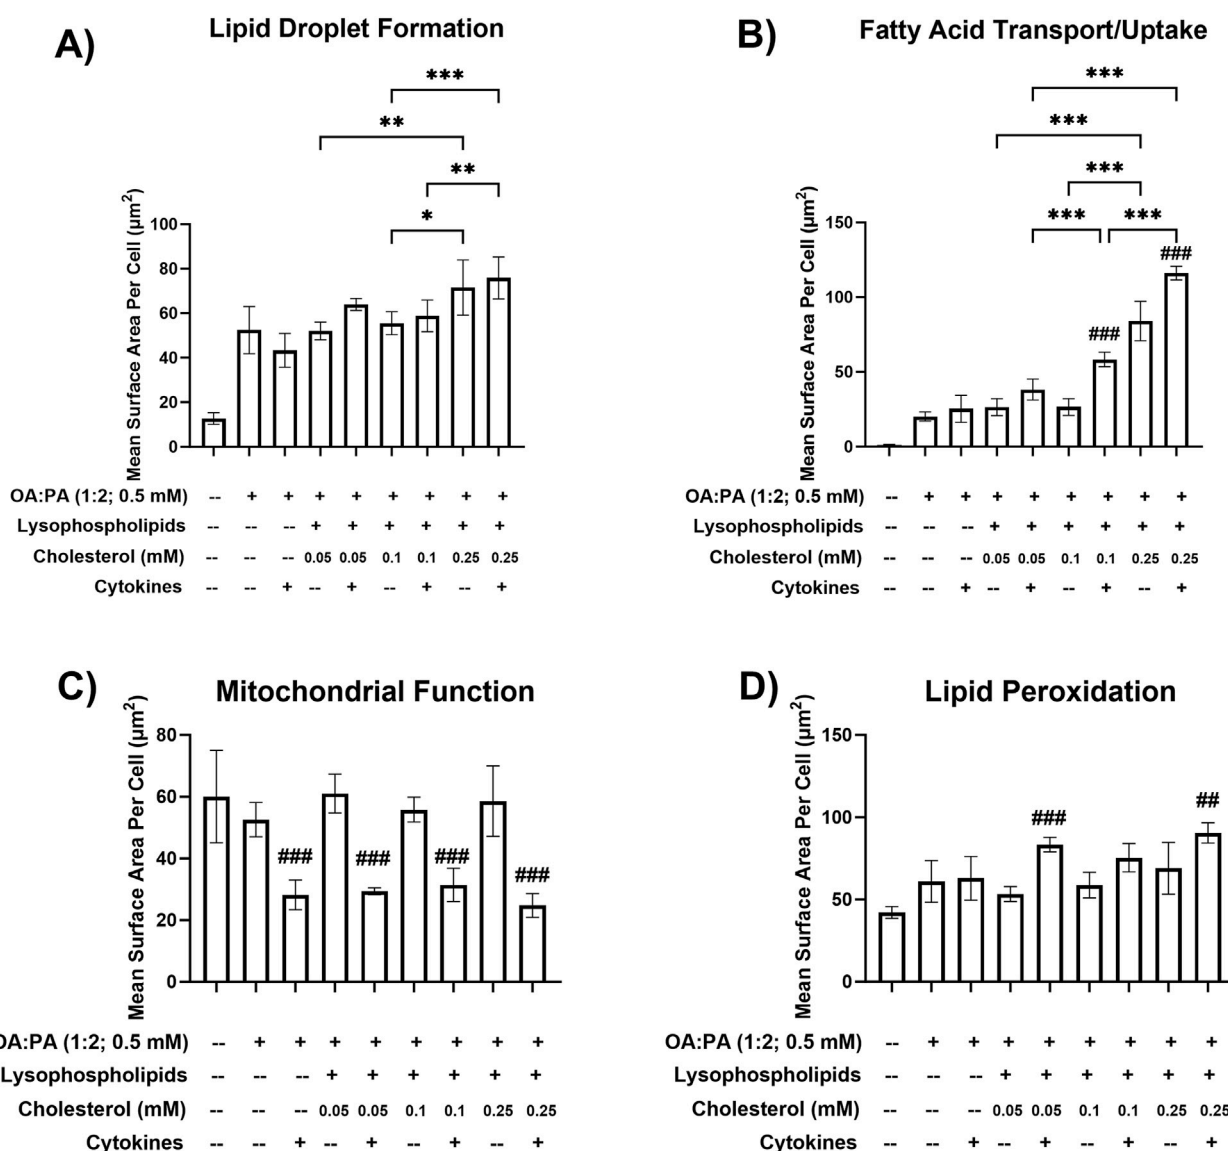 A)
Lipid Droplet Formation
***
**
**
*
Mean Surface Area Per Cell (µm2)
100
80
60
40
20
0
OA:PA (1:2; 0.5 mM) -- + + + + + + + +
Lysophospholipids -- -- -- + + + + + +
Cholesterol (mM) -- -- -- 0.05 0.05 0.1 0.1 0.25 0.25
Cytokines -- -- + -- + -- + -- +
B)
Fatty Acid Transport/Uptake
***
***
***
*** ***
###
###
Mean Surface Area Per Cell (µm2)
150
100
50
0
OA:PA (1:2; 0.5 mM) -- + + + + + + + +
Lysophospholipids -- -- -- + + + + + +
Cholesterol (mM) -- -- -- 0.05 0.05 0.1 0.1 0.25 0.25
Cytokines -- -- + -- + -- + -- +
C)
Mitochondrial Function
Mean Surface Area Per Cell (µm2)
80
60
40
20
0
### ### ### ###
OA:PA (1:2; 0.5 mM) -- + + + + + + + +
Lysophospholipids -- -- -- + + + + + +
Cholesterol (mM) -- -- -- 0.05 0.05 0.1 0.1 0.25 0.25
Cytokines -- -- + -- + -- + -- +
D)
Lipid Peroxidation
Mean Surface Area Per Cell (µm2)
150
100
50
0
### ##
OA:PA (1:2; 0.5 mM) -- + + + + + + + +
Lysophospholipids -- -- -- + + + + + +
Cholesterol (mM) -- -- -- 0.05 0.05 0.1 0.1 0.25 0.25
Cytokines -- -- + -- + -- + -- +